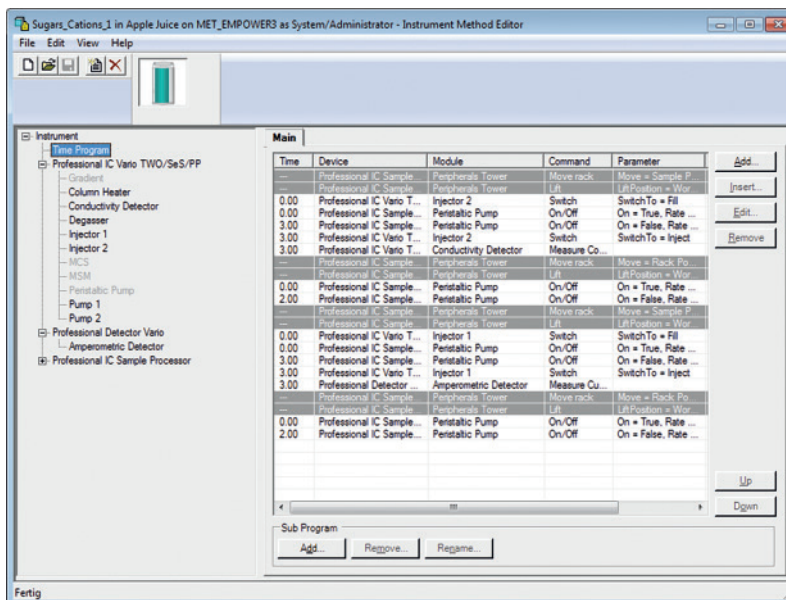 Sugars_Cations_1 in Apple Juice on MET_EMPOWER3 as System/Administrator - Instrument Method Editor
File Edit View Help
Instrument
Time Program
Professional IC Vario TWO/SeS/PP
Gradient
Column Heater
Conductivity Detector
Degasser
Injector 1
Injector 2
MCS
MSM
Peristaltic Pump
Pump 1
Pump 2
Professional Detector Vario
Amperometric Detector
Professional IC Sample Processor
Main
Time Device Module Command Parameter
--- Professional IC Sample... Peripherals Tower Move rack Move = Sample P...
--- Professional IC Sample... Peripherals Tower Lift LiftPosition = Wor...
0.00 Professional IC Vario T... Injector 2 Switch SwitchTo = Fill
0.00 Professional IC Sample... Peristaltic Pump On/Off On = True, Rate ...
3.00 Professional IC Sample... Peristaltic Pump On/Off On = False, Rate ...
3.00 Professional IC Vario T... Injector 2 Switch SwitchTo = Inject
3.00 Professional IC Vario T... Conductivity Detector Measure Co...
--- Professional IC Sample... Peripherals Tower Move rack Move = Rack Po...
--- Professional IC Sample... Peripherals Tower Lift LiftPosition = Wor...
0.00 Professional IC Sample... Peristaltic Pump On/Off On = True, Rate ...
2.00 Professional IC Sample... Peristaltic Pump On/Off On = False, Rate ...
--- Professional IC Sample... Peripherals Tower Move rack Move = Sample P...
--- Professional IC Sample... Peripherals Tower Lift LiftPosition = Wor...
0.00 Professional IC Vario T... Injector 1 Switch SwitchTo = Fill
0.00 Professional IC Sample... Peristaltic Pump On/Off On = True, Rate ...
3.00 Professional IC Sample... Peristaltic Pump On/Off On = False, Rate ...
3.00 Professional IC Vario T... Injector 1 Switch SwitchTo = Inject
3.00 Professional Detector ... Amperometric Detector Measure Cu...
--- Professional IC Sample... Peripherals Tower Move rack Move = Rack Po...
--- Professional IC Sample... Peripherals Tower Lift LiftPosition = Wor...
0.00 Professional IC Sample... Peristaltic Pump On/Off On = True, Rate ...
2.00 Professional IC Sample... Peristaltic Pump On/Off On = False, Rate ...
Add...
Insert...
Edit...
Remove
Up
Down
Sub Program
Add... Remove... Rename...
Fertig